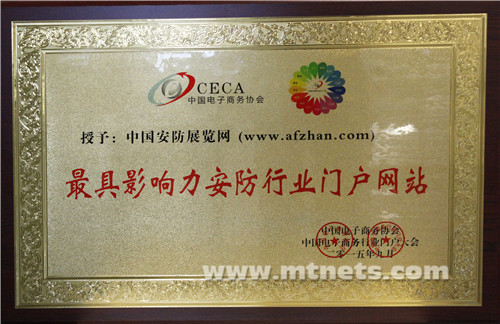 CECA
中国电子商务协会
授予：中国安防展览网 (www.afzhan.com)
最具影响力安防行业门户网站
中国电子商务协会
中国电子商务行业门户大会
二零一五年九月
www.mtnets.com